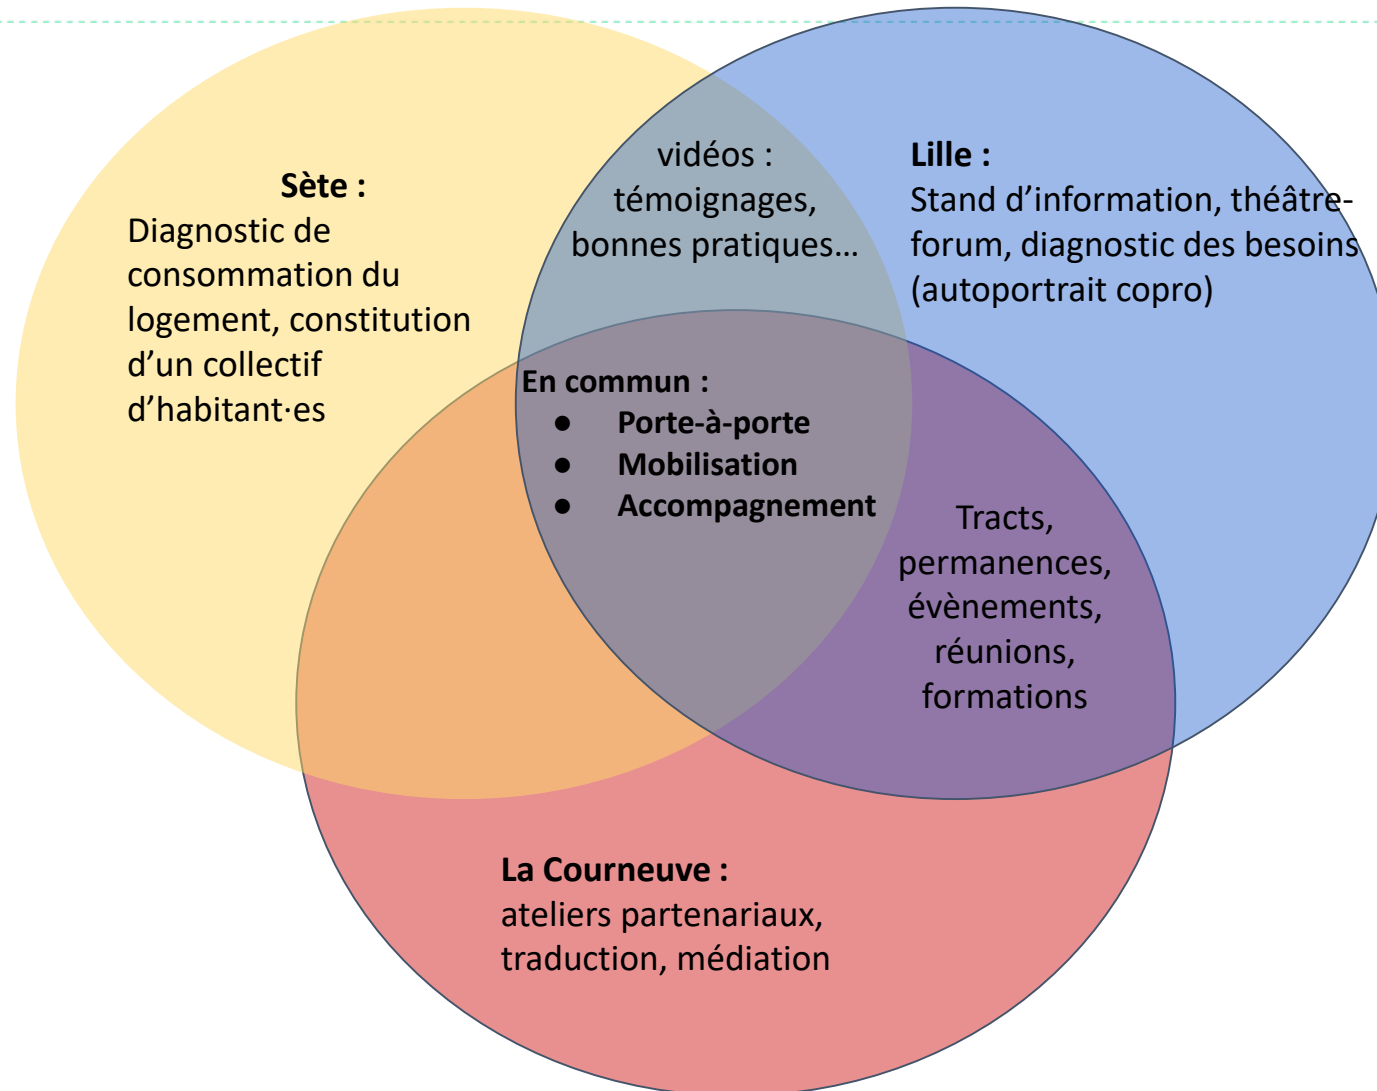 Sète :
Diagnostic de
consommation du
logement, constitution
d’un collectif
d’habitant·es
vidéos :
témoignages,
bonnes pratiques…
Lille :
Stand d’information, théâtre-
forum, diagnostic des besoins
(autoportrait copro)
En commun :
● Porte-à-porte
● Mobilisation
● Accompagnement
Tracts,
permanences,
évènements,
réunions,
formations
La Courneuve :
ateliers partenariaux,
traduction, médiation